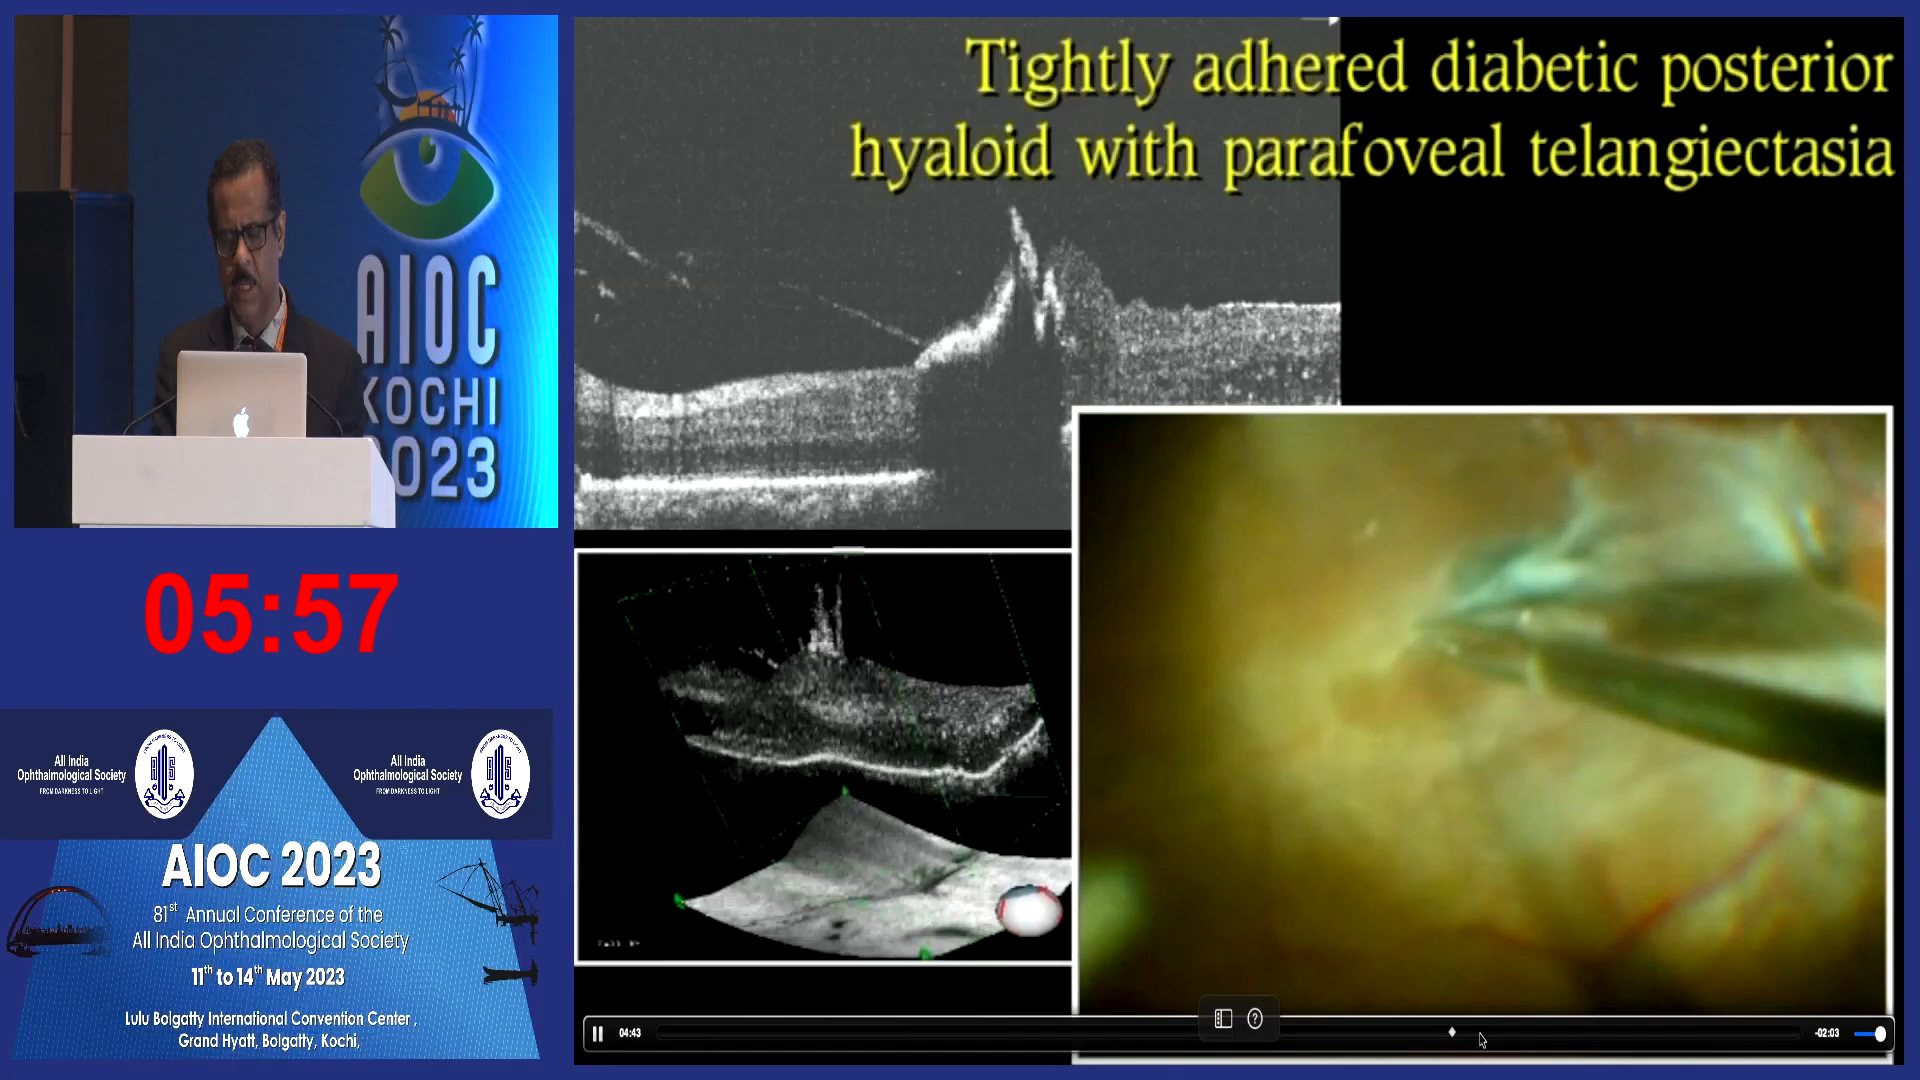 Tightly adhered diabetic posterior
hyaloid with parafoveal telangiectasia
AIOC
KOCHI
2023
05:57
All India
Ophthalmological Society
FROM DARKNESS TO LIGHT
All India
Ophthalmological Society
FROM DARKNESS TO LIGHT
AIOC 2023
81st Annual Conference of the
All India Ophthalmological Society
11th to 14th May 2023
Lulu Bolgatty International Convention Center ,
Grand Hyatt, Bolgatty, Kochi,
04:43
-02:03